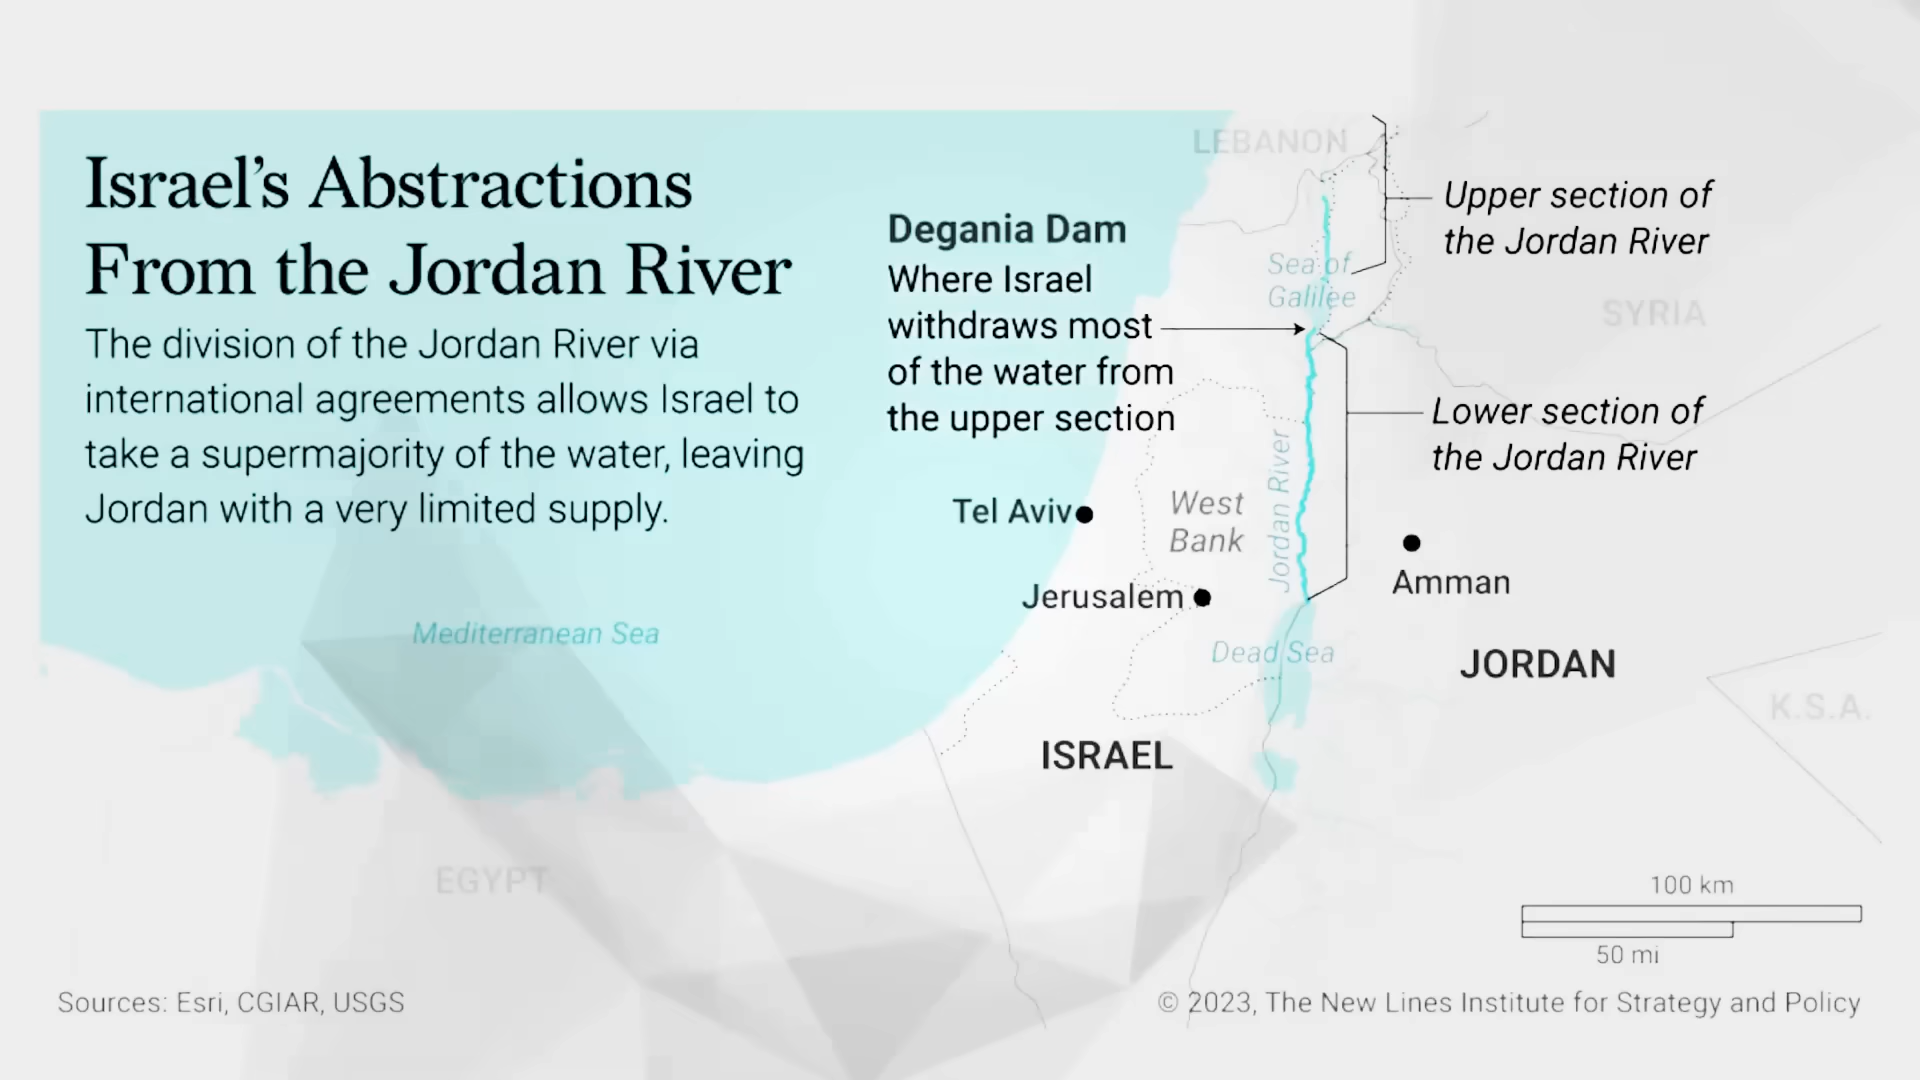 Israel’s Abstractions
From the Jordan River
The division of the Jordan River via
international agreements allows Israel to
take a supermajority of the water, leaving
Jordan with a very limited supply.
Degania Dam
Where Israel
withdraws most
of the water from
the upper section
LEBANON
Upper section of
the Jordan River
Sea of
Galilee
SYRIA
Lower section of
the Jordan River
Jordan River
West
Bank
Tel Aviv
Jerusalem
Amman
Mediterranean Sea
Dead Sea
JORDAN
K.S.A.
ISRAEL
EGYPT
100 km
50 mi
Sources: Esri, CGIAR, USGS
© 2023, The New Lines Institute for Strategy and Policy